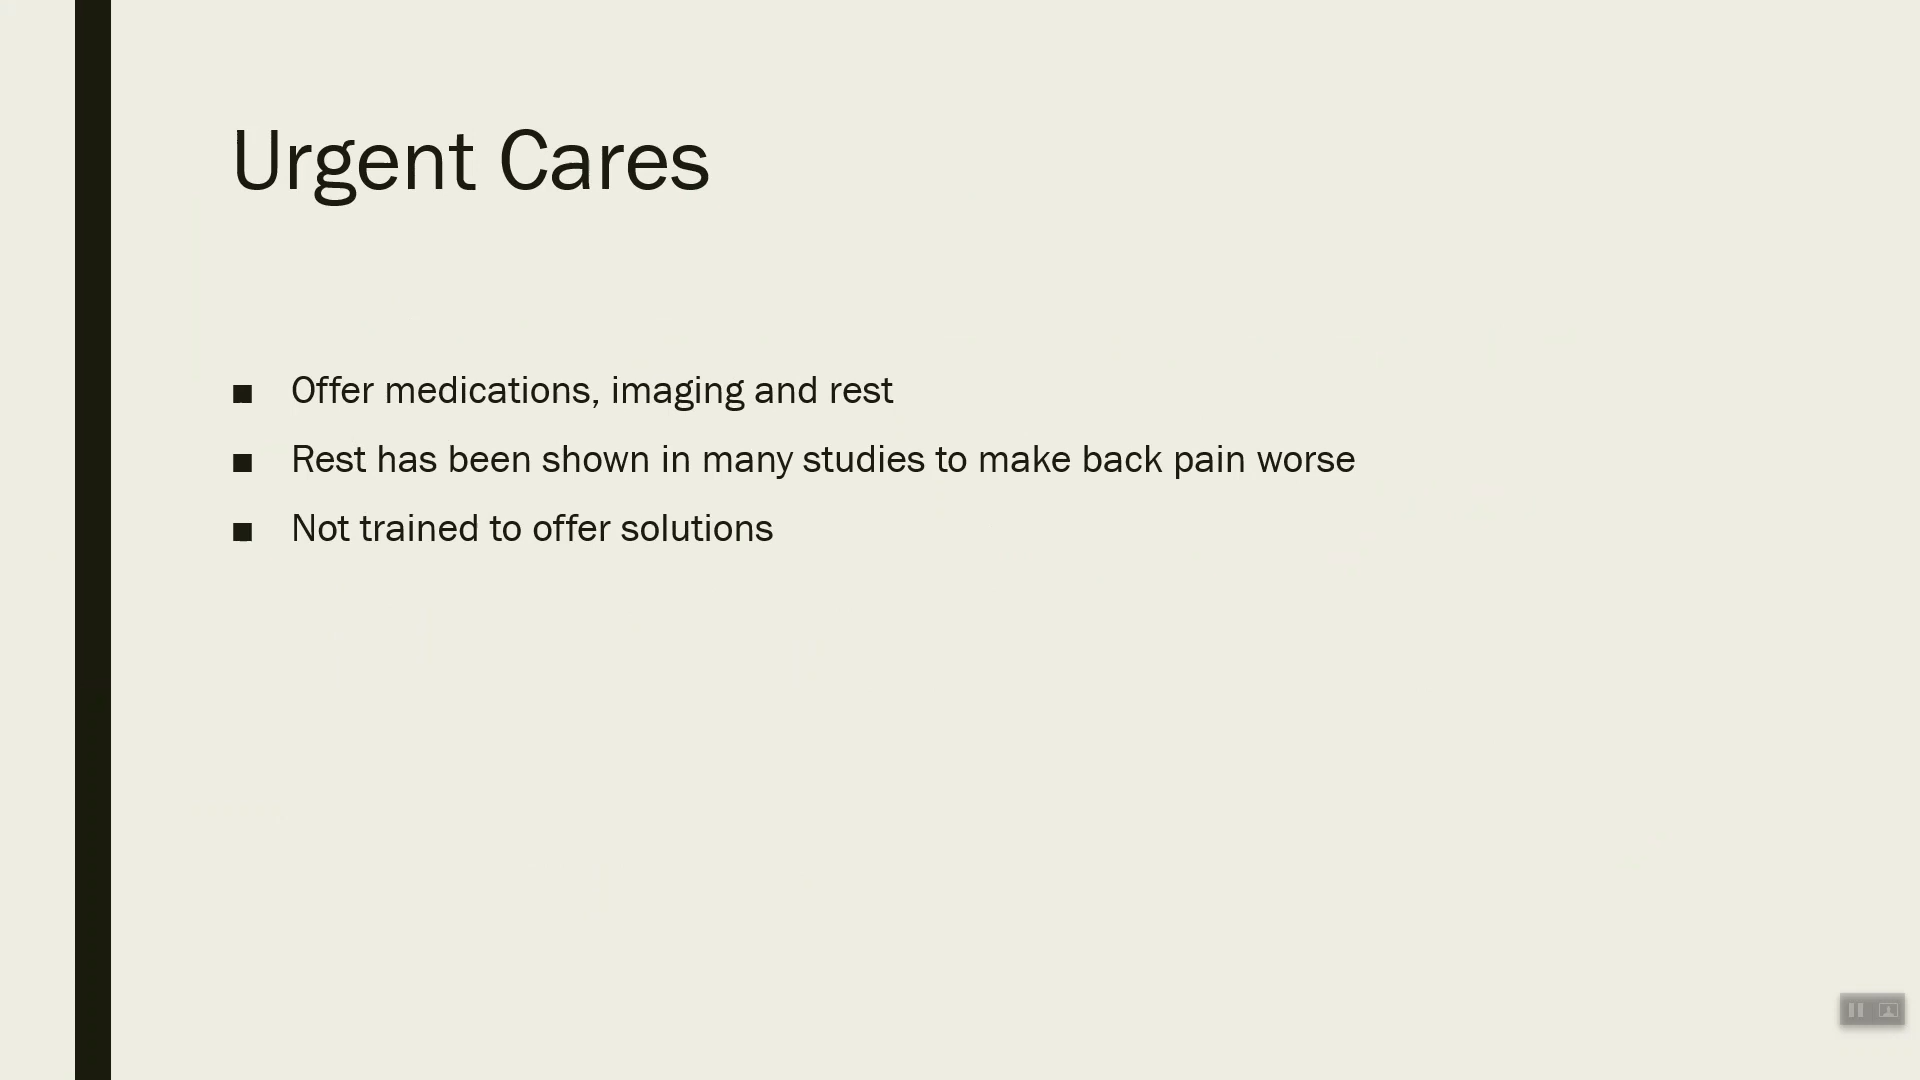 Urgent Cares
■ Offer medications, imaging and rest
■ Rest has been shown in many studies to make back pain worse
■ Not trained to offer solutions